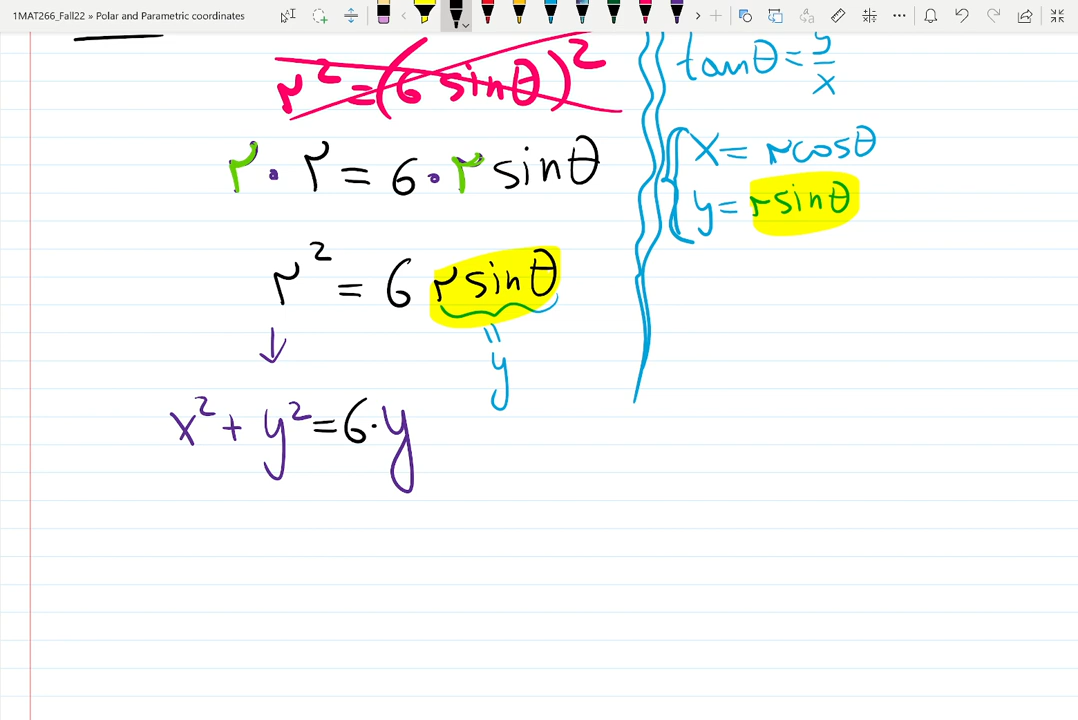 1MAT266_Fall22 » Polar and Parametric coordinates
r² = (6 sinθ)²
r · r = 6 · r sinθ
r² = 6 r sinθ
"
y
x² + y² = 6 · y
tanθ = y/x
x = r cosθ
y = r sinθ